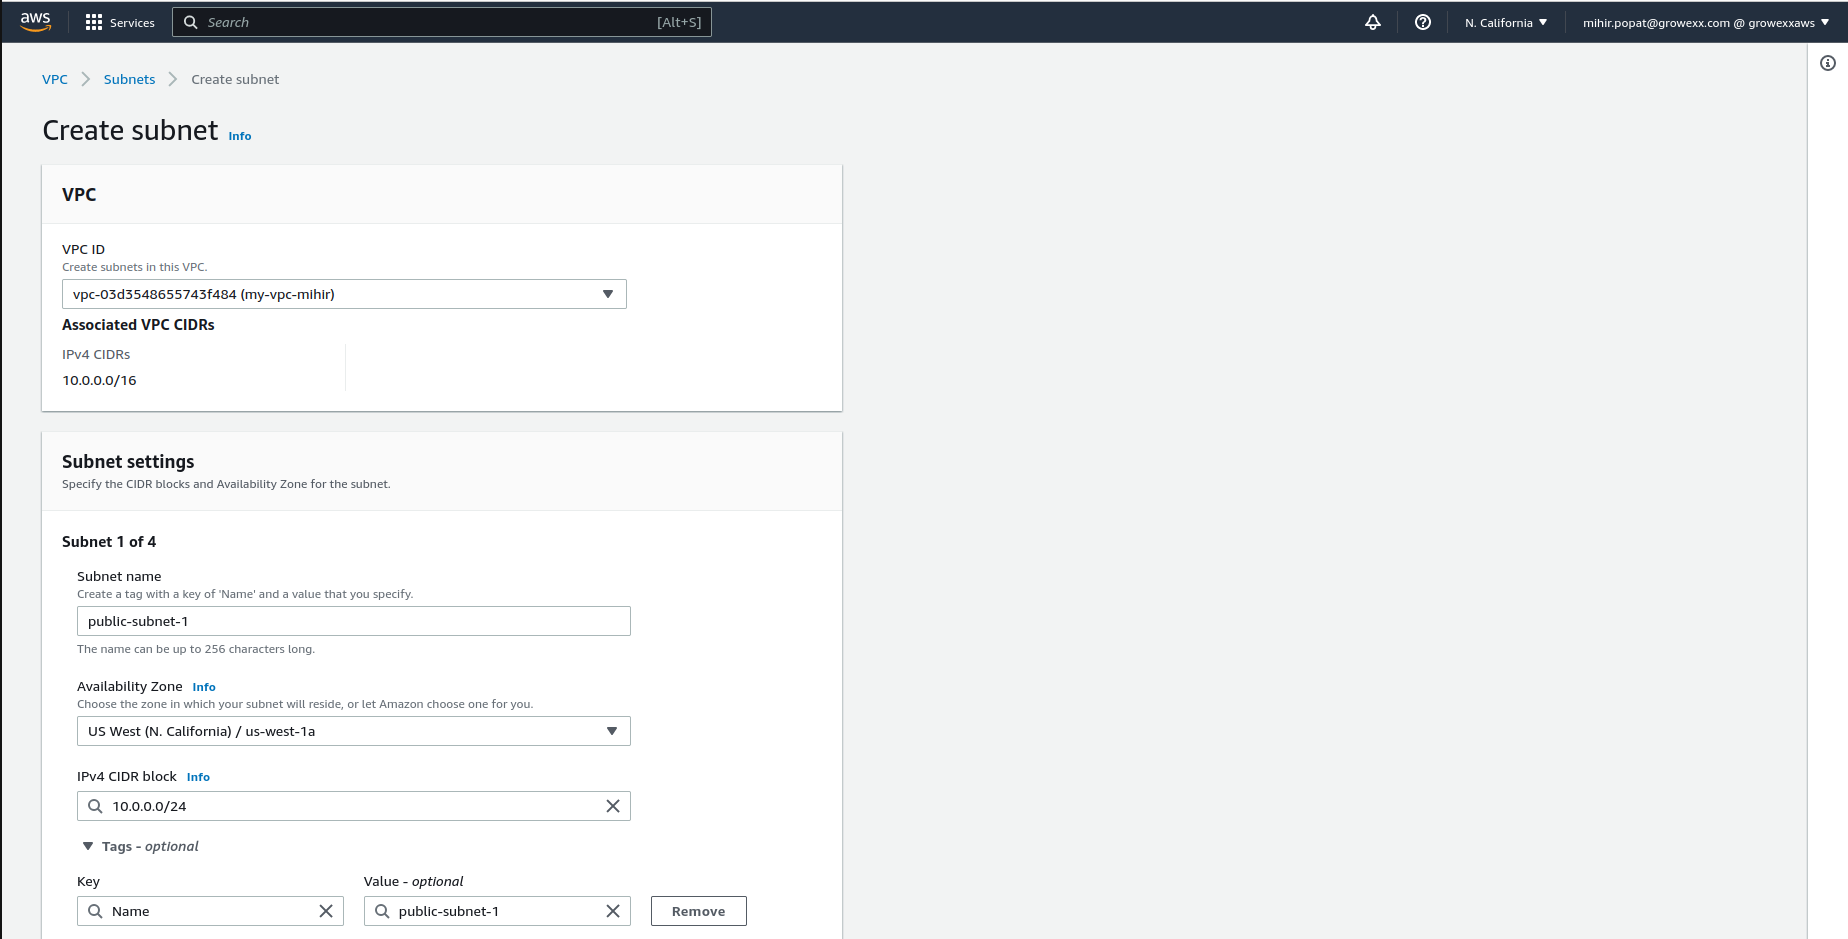 aws Services Search [Alt+S] N. California mihir.popat@growexx.com @ growexxaws
VPC Subnets Create subnet
Create subnet Info
VPC
VPC ID
Create subnets in this VPC.
vpc-03d3548655743f484 (my-vpc-mihir)
Associated VPC CIDRs
IPv4 CIDRs
10.0.0.0/16
Subnet settings
Specify the CIDR blocks and Availability Zone for the subnet.
Subnet 1 of 4
Subnet name
Create a tag with a key of 'Name' and a value that you specify.
public-subnet-1
The name can be up to 256 characters long.
Availability Zone Info
Choose the zone in which your subnet will reside, or let Amazon choose one for you.
US West (N. California) / us-west-1a
IPv4 CIDR block Info
10.0.0.0/24
Tags - optional
Key Value - optional
Name public-subnet-1 Remove